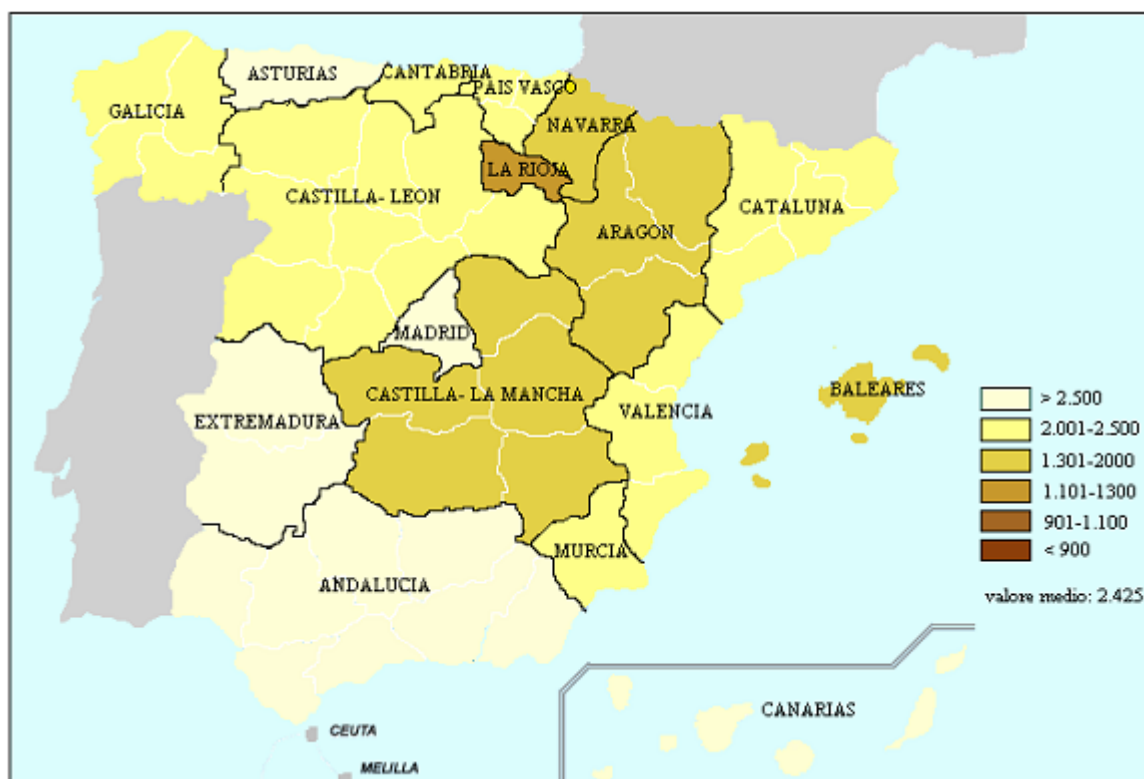 ASTURIAS
CANTABRIA
PAIS VASCO
GALICIA
NAVARRA
LA RIOJA
CASTILLA- LEON
CATALUNA
ARAGON
MADRID
CASTILLA- LA MANCHA
BALEARES
EXTREMADURA
VALENCIA
> 2.500
2.001-2.500
1.301-2000
1.101-1300
901-1.100
< 900
MURCIA
ANDALUCIA
valore medio: 2.425
CANARIAS
CEUTA
MELILLA